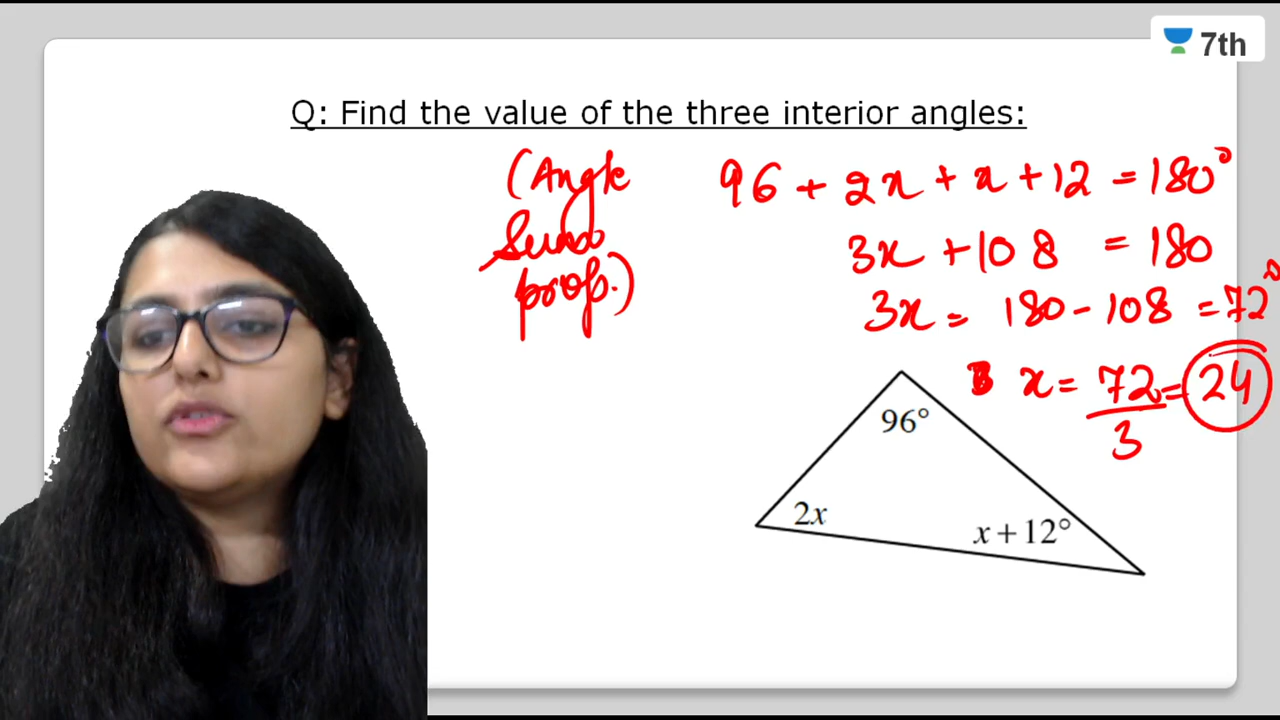 7th
Q: Find the value of the three interior angles:
(Angle
Sum
prop.)
96 + 2x + x + 12 = 180°
3x + 108 = 180
3x = 180 - 108 = 72°
x = 72/3 = 24
96°
2x
x + 12°